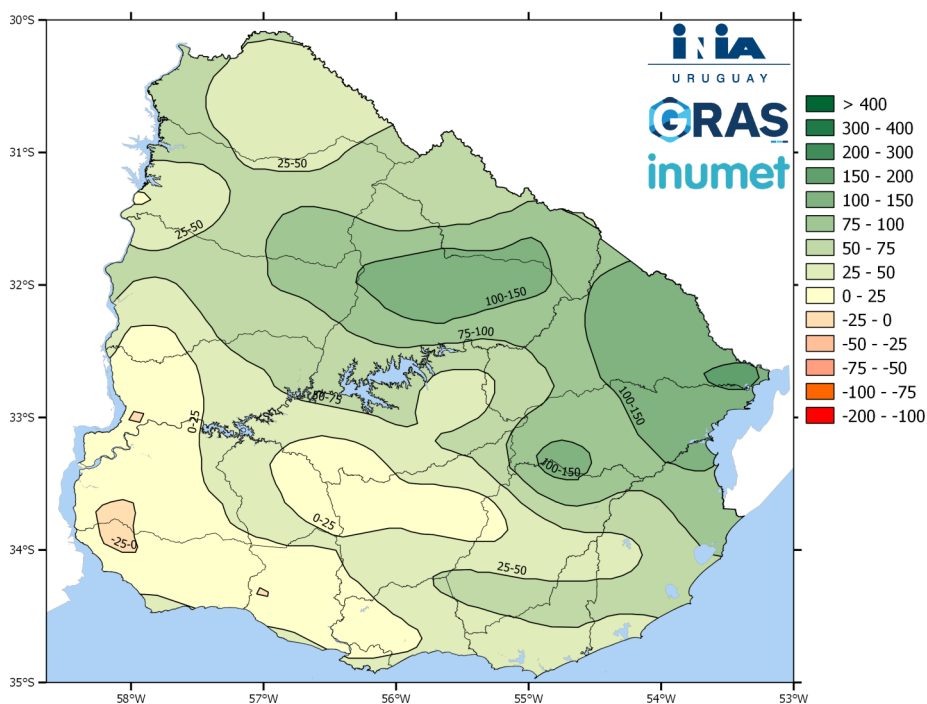 30°S
31°S
32°S
33°S
34°S
35°S
58°W
57°W
56°W
55°W
54°W
53°W
iNiA
URUGUAY
GRAS
inumet
> 400
300 - 400
200 - 300
150 - 200
100 - 150
75 - 100
50 - 75
25 - 50
0 - 25
-25 - 0
-50 - -25
-75 - -50
-100 - -75
-200 - -100
25-50
25-50
100-150
75-100
50-75
0-25
100-150
100-150
0-25
-25-0
25-50